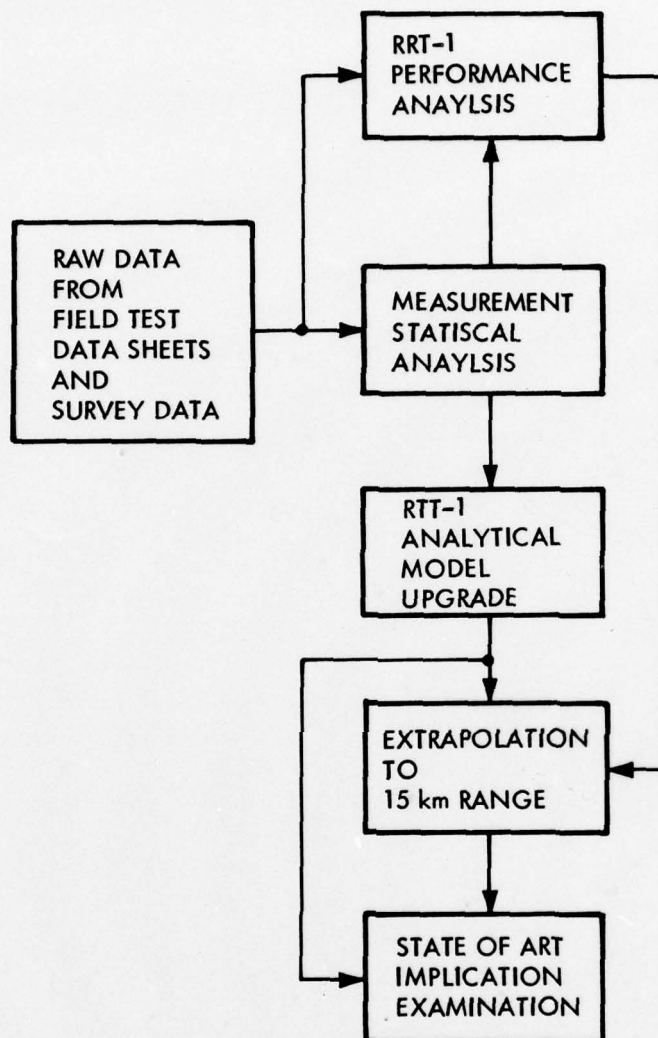 RRT-1
PERFORMANCE
ANAYLSIS
RAW DATA
FROM
FIELD TEST
DATA SHEETS
AND
SURVEY DATA
MEASUREMENT
STATISCAL
ANAYLSIS
RTT-1
ANALYTICAL
MODEL
UPGRADE
EXTRAPOLATION
TO
15 km RANGE
STATE OF ART
IMPLICATION
EXAMINATION